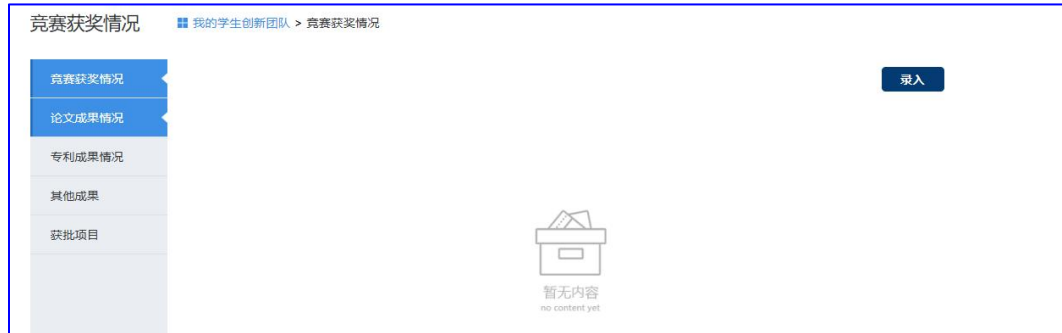 竞赛获奖情况 我的学生创新团队 > 竞赛获奖情况
竞赛获奖情况
录入
论文成果情况
专利成果情况
其他成果
获批项目
暂无内容
no content yet